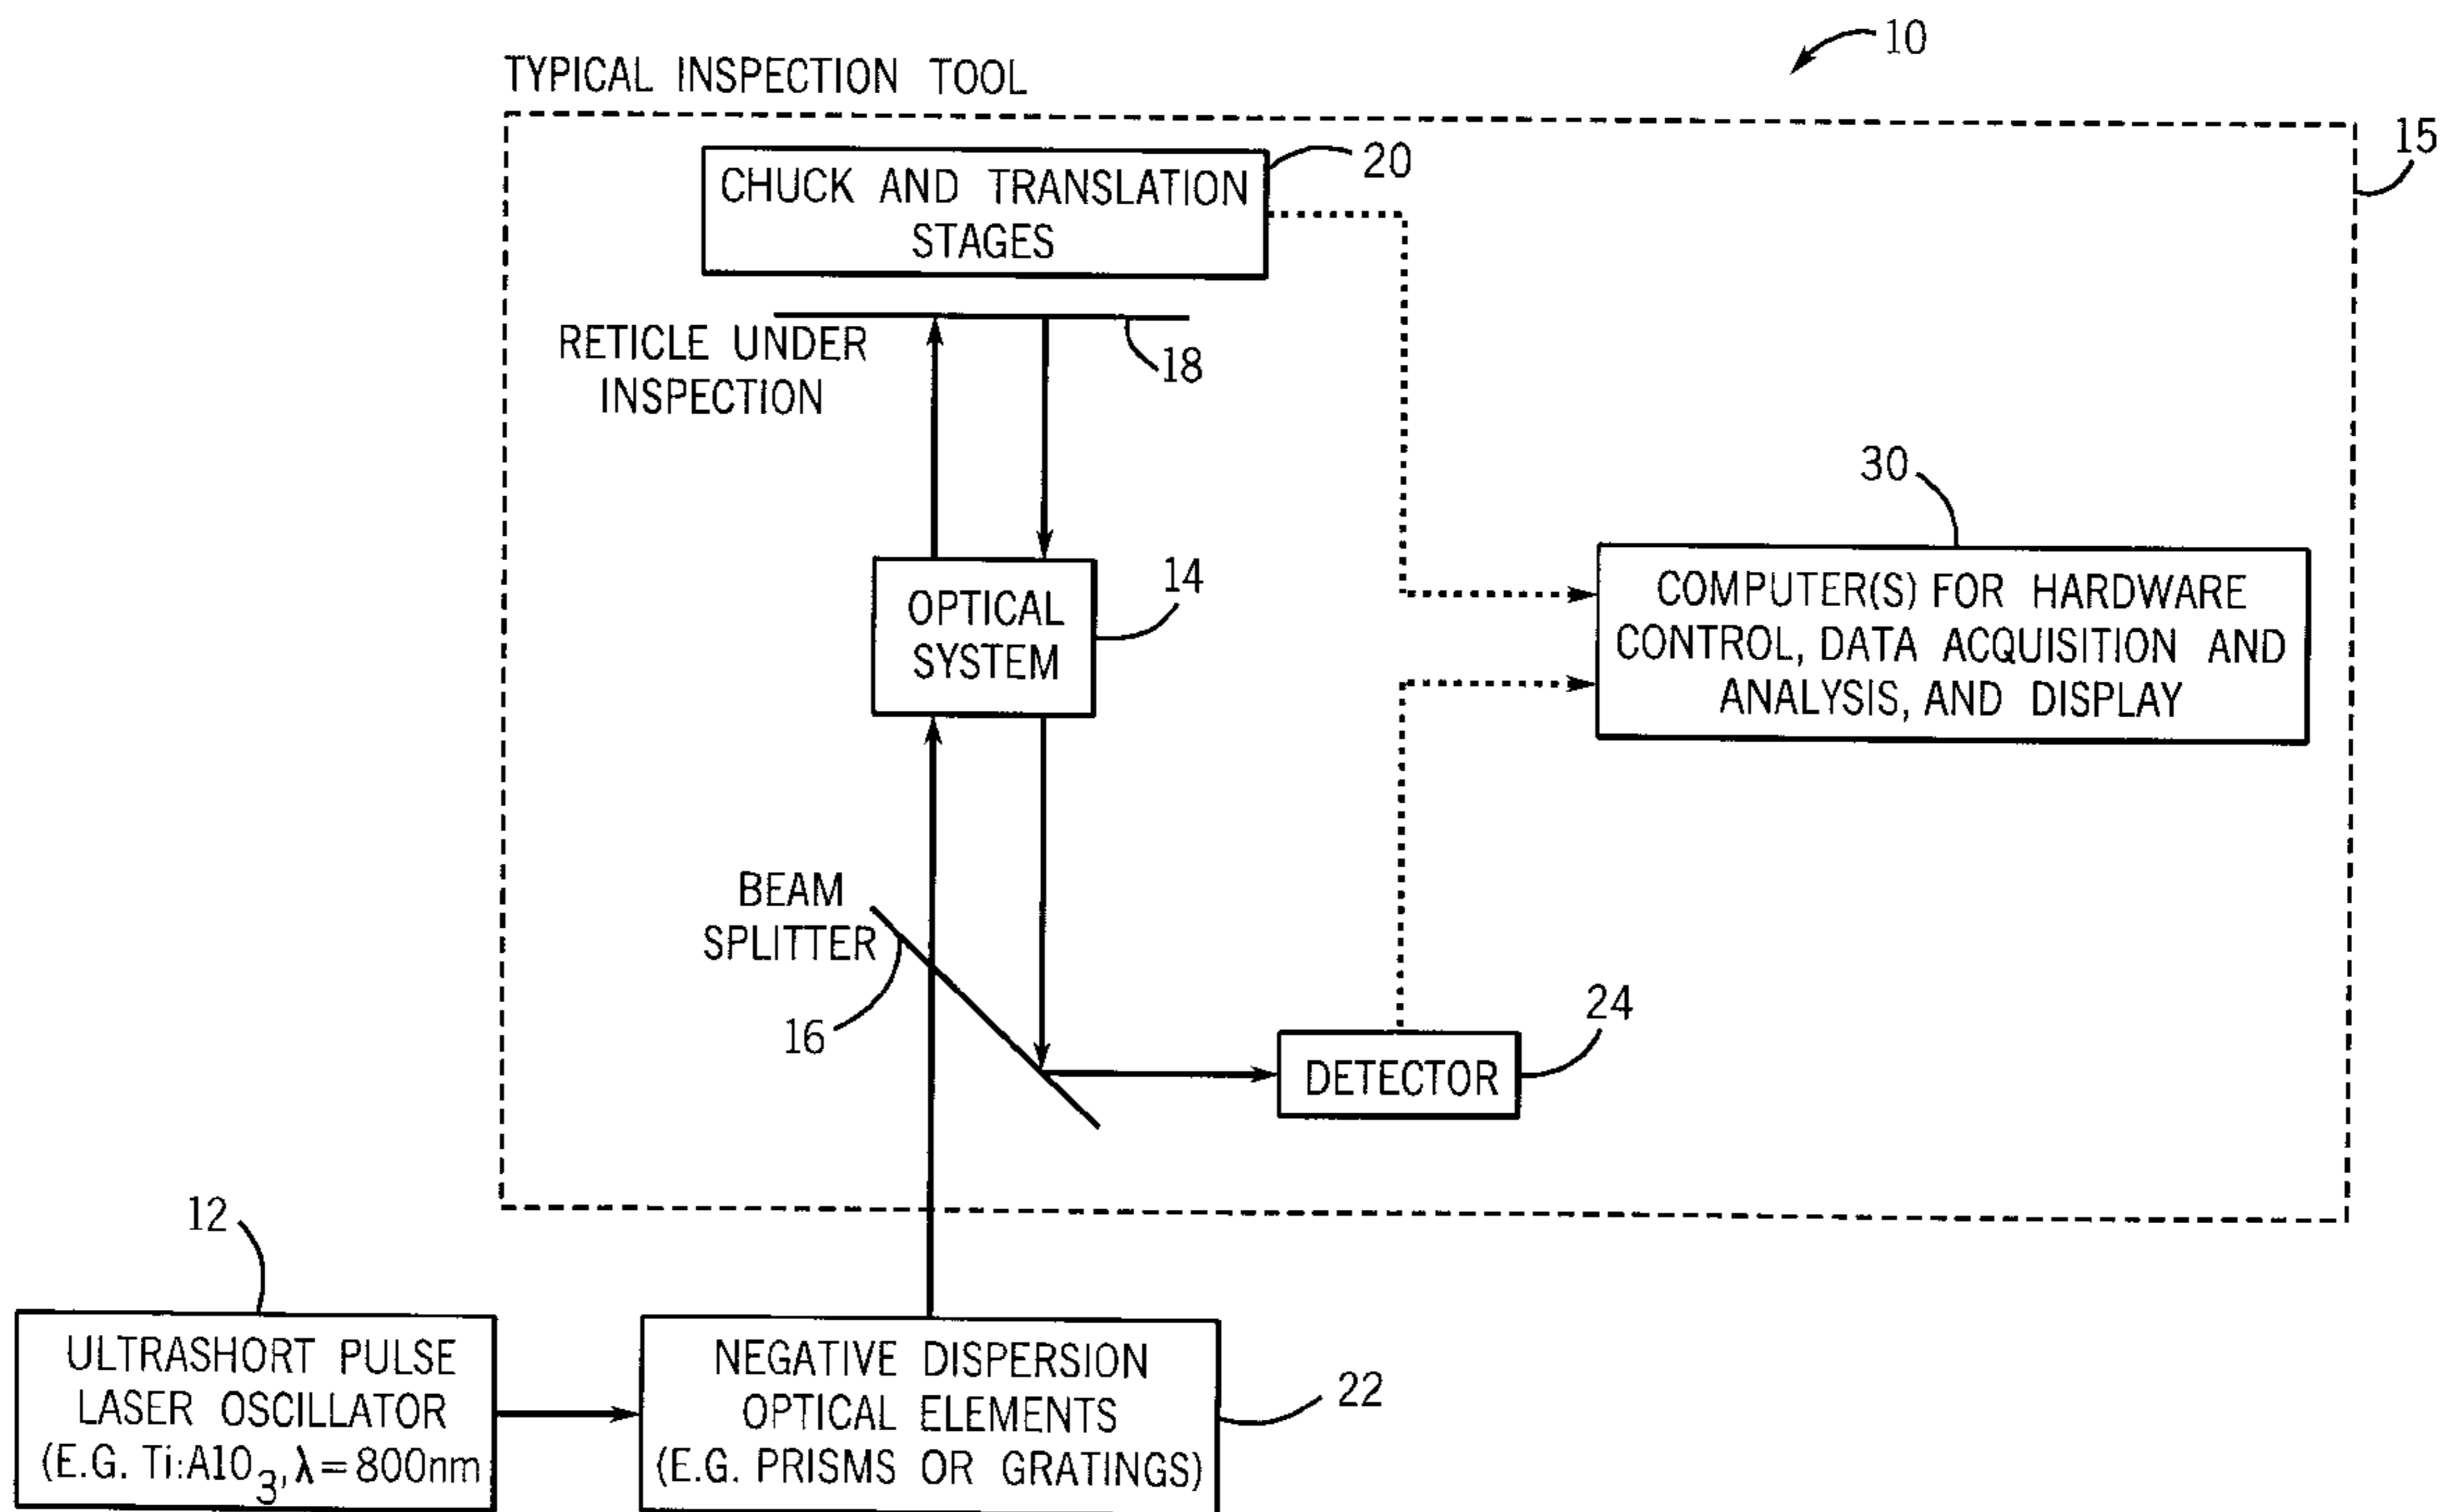 10
TYPICAL INSPECTION TOOL
15
20
CHUCK AND TRANSLATION
STAGES
RETICLE UNDER
INSPECTION
18
30
14
OPTICAL
SYSTEM
COMPUTER(S) FOR HARDWARE
CONTROL, DATA ACQUISITION AND
ANALYSIS, AND DISPLAY
BEAM
SPLITTER
16
24
DETECTOR
12
ULTRASHORT PULSE
LASER OSCILLATOR
(E.G. Ti:AlO3, λ=800nm
NEGATIVE DISPERSION
OPTICAL ELEMENTS
(E.G. PRISMS OR GRATINGS)
22